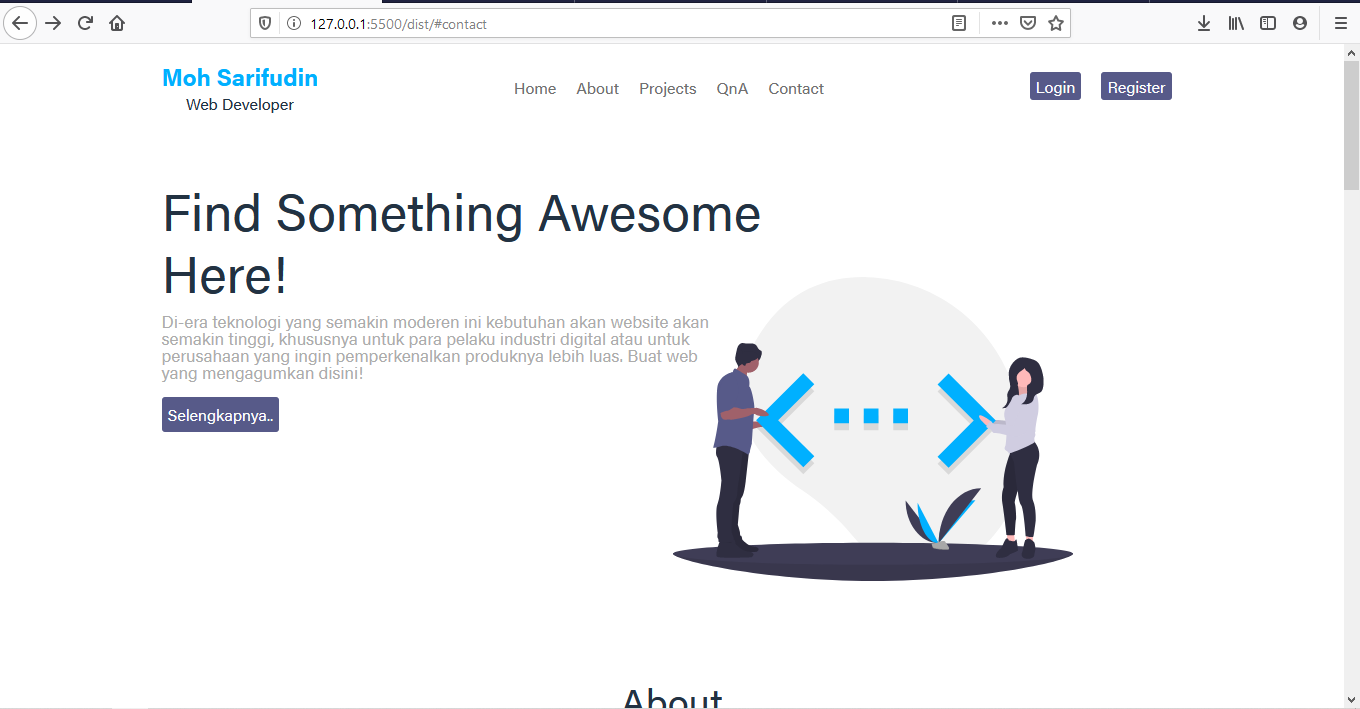 127.0.0.1:5500/dist/#contact
Moh Sarifudin
Web Developer
Home About Projects QnA Contact
Login Register
Find Something Awesome
Here!
Di-era teknologi yang semakin moderen ini kebutuhan akan website akan
semakin tinggi, khususnya untuk para pelaku industri digital atau untuk
perusahaan yang ingin pemperkenalkan produknya lebih luas. Buat web
yang mengagumkan disini!
Selengkapnya..
About